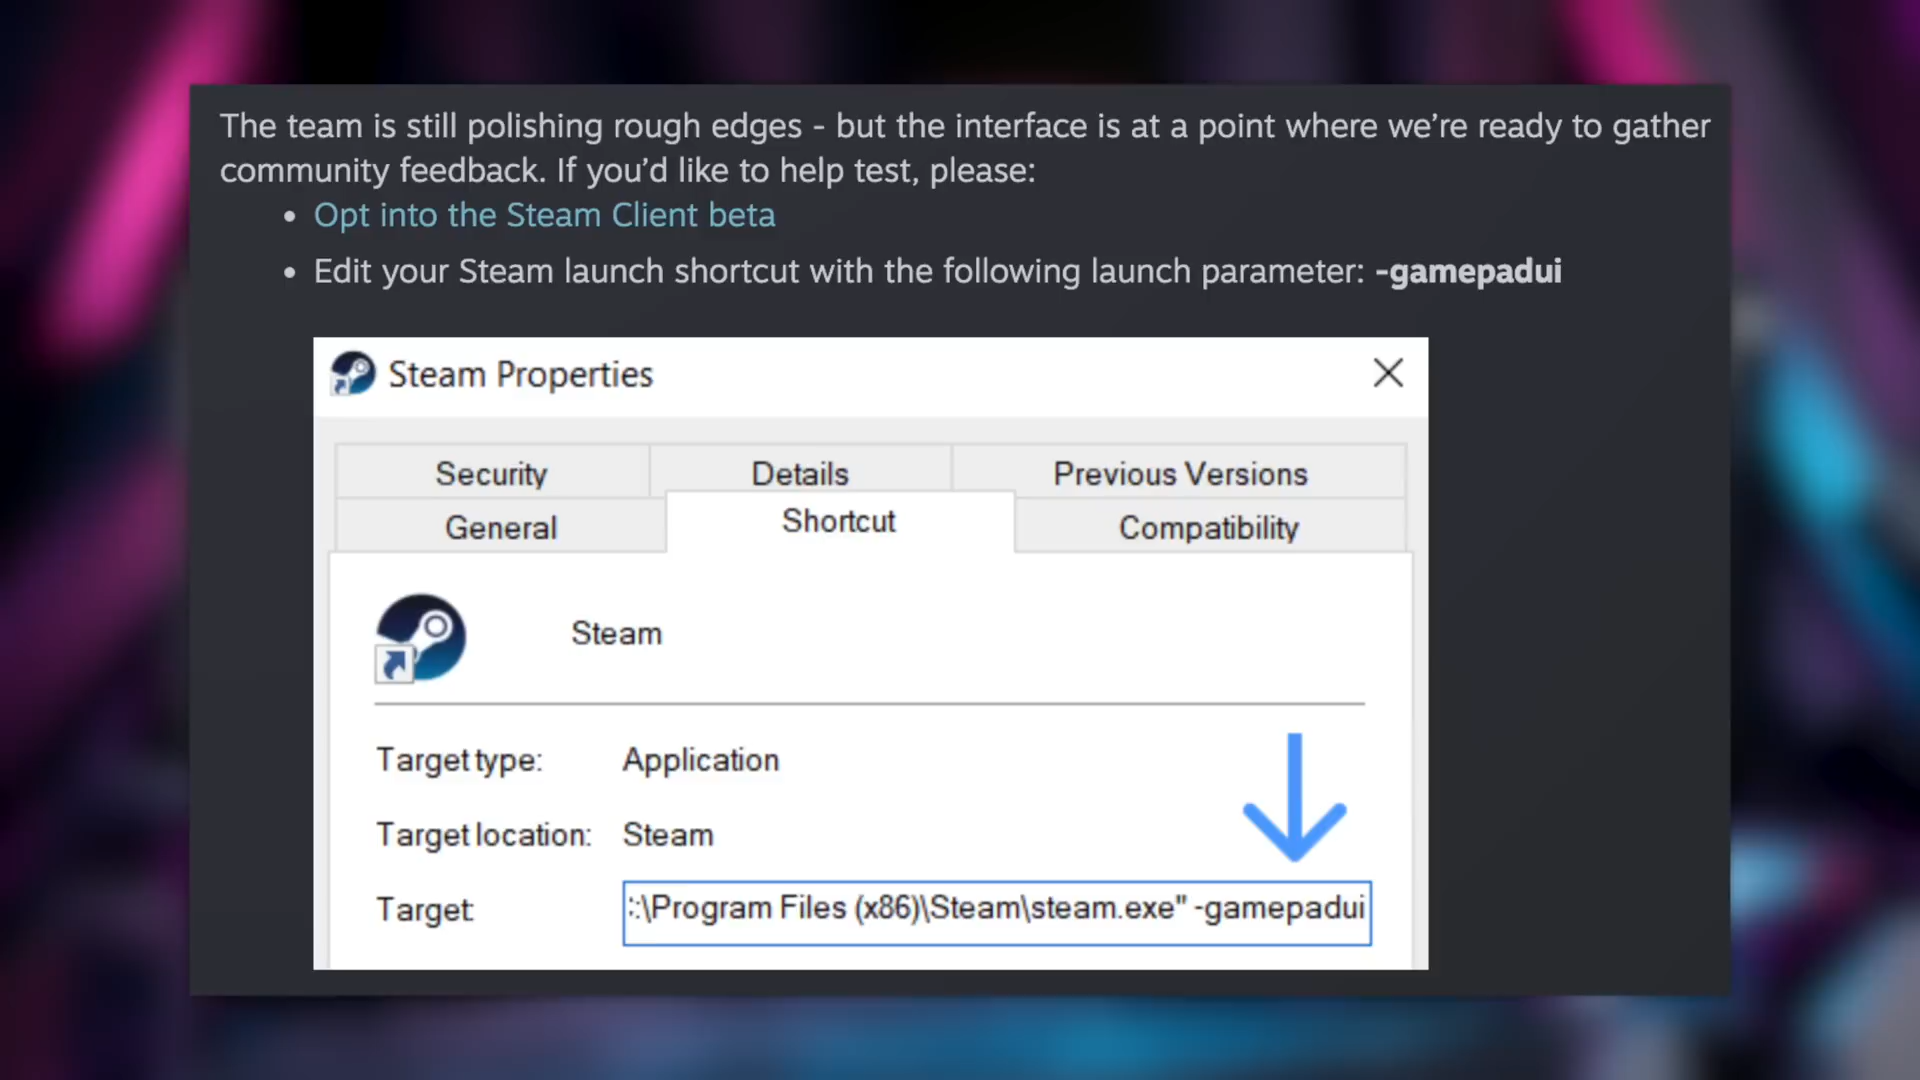 The team is still polishing rough edges - but the interface is at a point where we’re ready to gather
community feedback. If you’d like to help test, please:
• Opt into the Steam Client beta
• Edit your Steam launch shortcut with the following launch parameter: -gamepadui
Steam Properties
Security Details Previous Versions
General Shortcut Compatibility
Steam
Target type: Application
Target location: Steam
Target: :\Program Files (x86)\Steam\steam.exe" -gamepadui